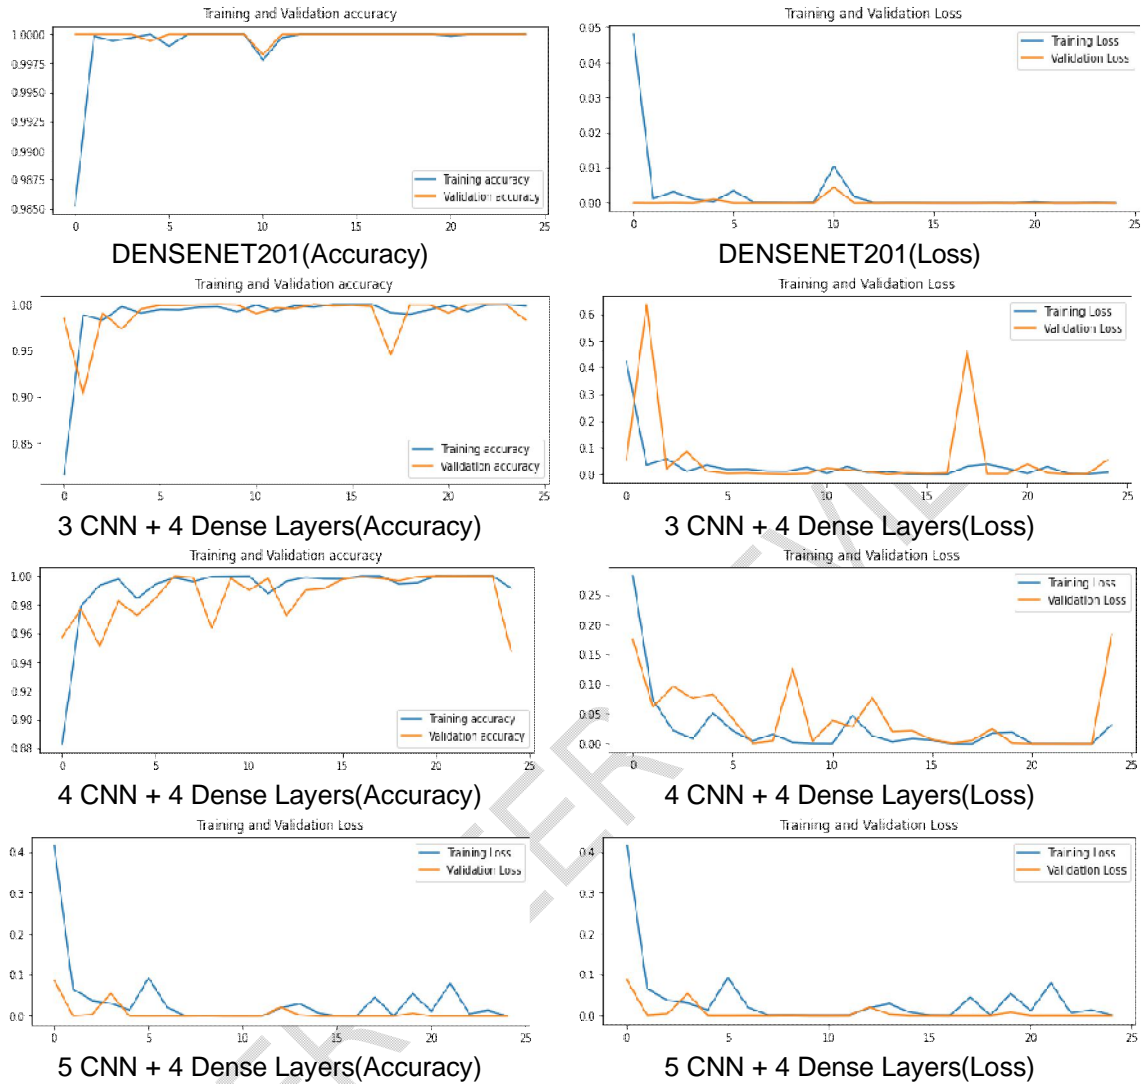 Training and Validation accuracy
1.0000
0.9975
0.9950
0.9925
0.9900
0.9875
0.9850
Training accuracy
Validation accuracy
0 5 10 15 20 25
DENSENET201(Accuracy)
Training and Validation Loss
0.05
0.04
0.03
0.02
0.01
0.00
Training Loss
Validation Loss
0 5 10 15 20 25
DENSENET201(Loss)
Training and Validation accuracy
1.00
0.95
0.90
0.85
Training accuracy
Validation accuracy
0 5 10 15 20 25
3 CNN + 4 Dense Layers(Accuracy)
Training and Validation Loss
0.6
0.5
0.4
0.3
0.2
0.1
0.0
Training Loss
Validation Loss
0 5 10 15 20 25
3 CNN + 4 Dense Layers(Loss)
Training and Validation accuracy
1.00
0.98
0.96
0.94
0.92
0.90
0.88
Training accuracy
Validation accuracy
0 5 10 15 20 25
4 CNN + 4 Dense Layers(Accuracy)
Training and Validation Loss
0.25
0.20
0.15
0.10
0.05
0.00
Training Loss
Validation Loss
0 5 10 15 20 25
4 CNN + 4 Dense Layers(Loss)
Training and Validation Loss
0.4
0.3
0.2
0.1
0.0
Training Loss
Validation Loss
0 5 10 15 20 25
5 CNN + 4 Dense Layers(Accuracy)
Training and Validation Loss
0.4
0.3
0.2
0.1
0.0
Training Loss
Validation Loss
0 5 10 15 20 25
5 CNN + 4 Dense Layers(Loss)